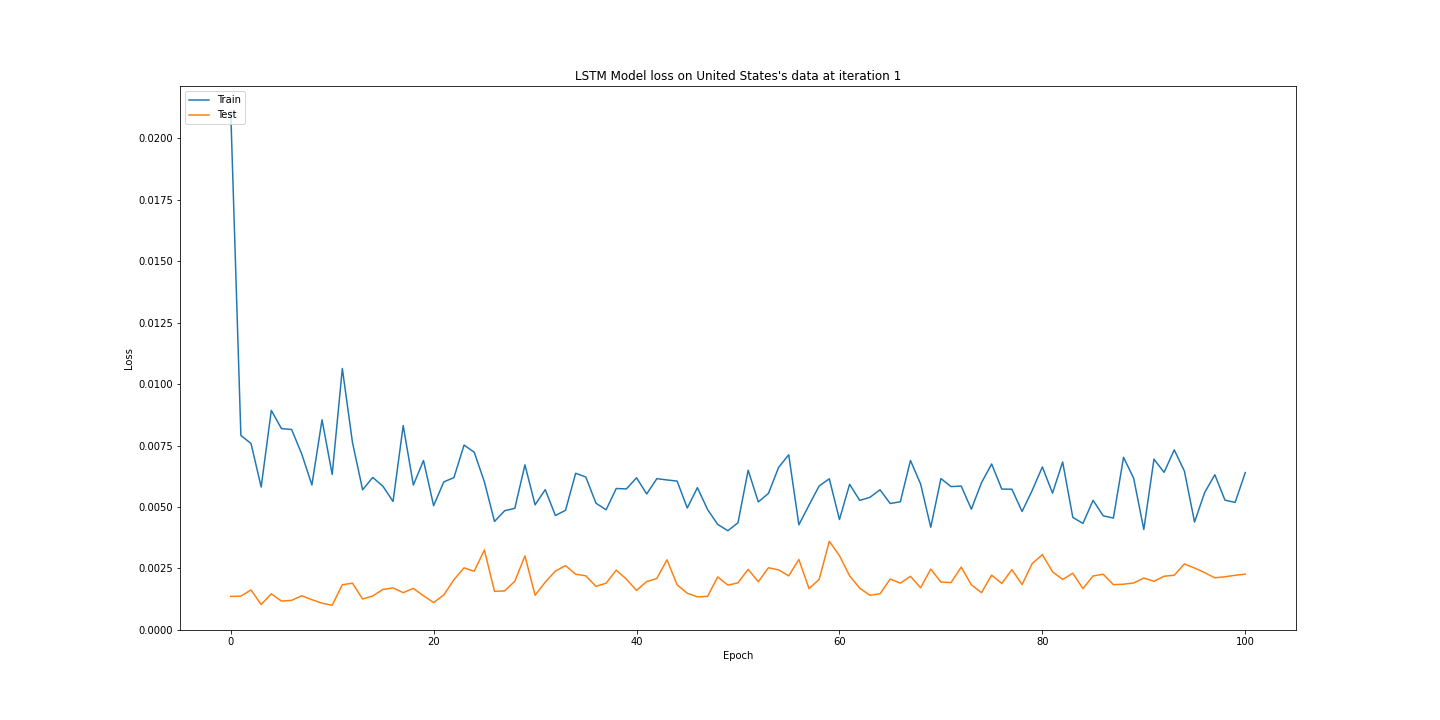 LSTM Model loss on United States's data at iteration 1
Train
Test
0.0200
0.0175
0.0150
0.0125
0.0100
0.0075
0.0050
0.0025
0.0000
Loss
0 20 40 60 80 100
Epoch